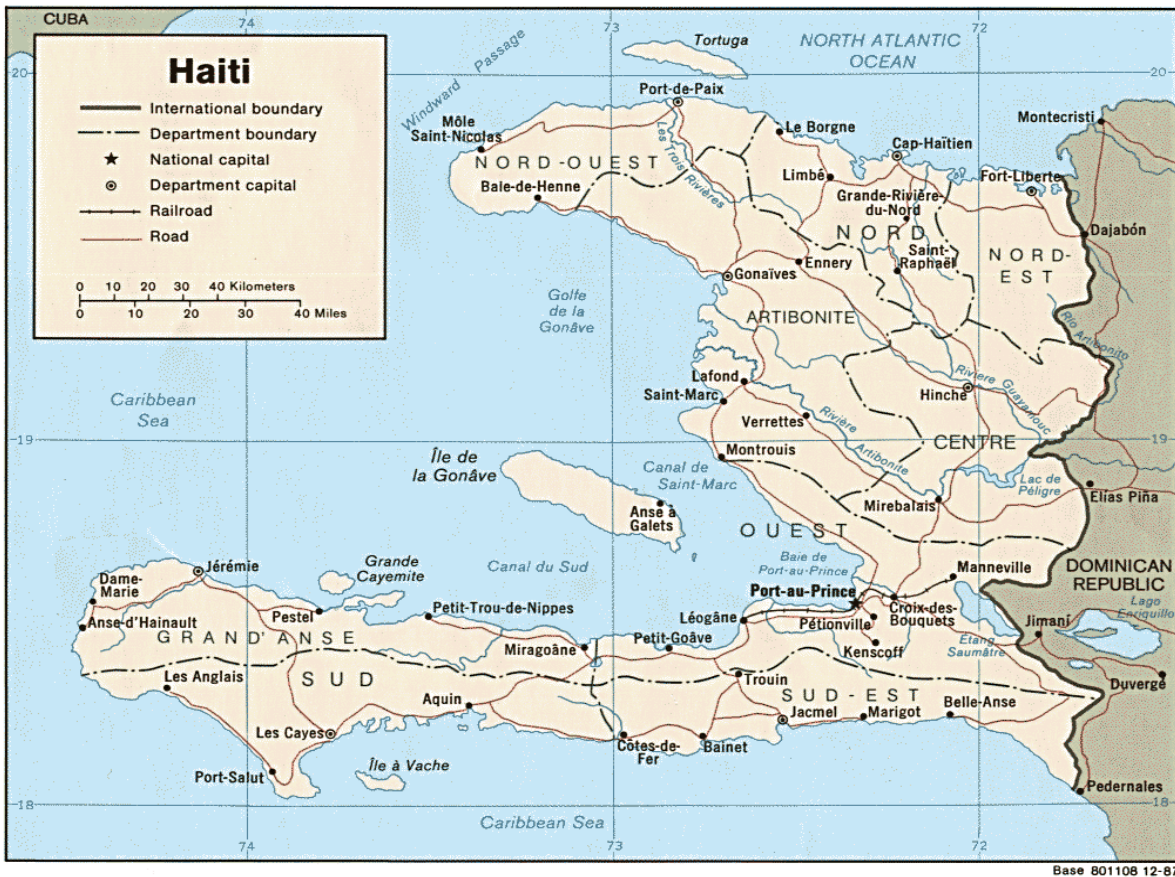 CUBA
Haiti
International boundary
Department boundary
National capital
Department capital
Railroad
Road
0 10 20 30 40 Kilometers
0 10 20 30 40 Miles
74
73
72
20
19
18
Windward Passage
Tortuga
NORTH ATLANTIC
OCEAN
Port-de-Paix
Môle
Saint-Nicolas
NORD-OUEST
Baie-de-Henne
Les Trois Rivières
Le Borgne
Limbé
Cap-Haïtien
Fort-Liberte
Montecristi
Grande-Rivière-
du-Nord
NORD
Saint-
Raphaël
NORD-
EST
Dajabón
Gonaïves
Ennery
Golfe
de la
Gonâve
ARTIBONITE
Rio Artibonito
Lafond
Saint-Marc
Hinche
Riviere Guayamouc
Caribbean
Sea
Verrettes
Rivière
Artibonite
CENTRE
Montrouis
Île de
la Gonâve
Canal de
Saint-Marc
Lac de
Péligre
Elías Piña
Mirebalais
Anse à
Galets
OUEST
Baie de
Port-au-Prince
Manneville
DOMINICAN
REPUBLIC
Canal du Sud
Grande
Cayemite
Jérémie
Dame-
Marie
Anse-d'Hainault
Pestel
Petit-Trou-de-Nippes
Port-au-Prince
Léogâne
Pétionville
Croix-des-
Bouquets
Lago
Enriquillo
Jimaní
GRAND'ANSE
Miragoâne
Petit-Goâve
Kenscoff
Étang
Saumâtre
Les Anglais
SUD
Trouin
SUD-EST
Duvergé
Aquin
Jacmel
Marigot
Belle-Anse
Les Cayes
Côtes-de-
Fer
Bainet
Port-Salut
Île à Vache
Pedernales
Caribbean Sea
20
19
18
74
73
72